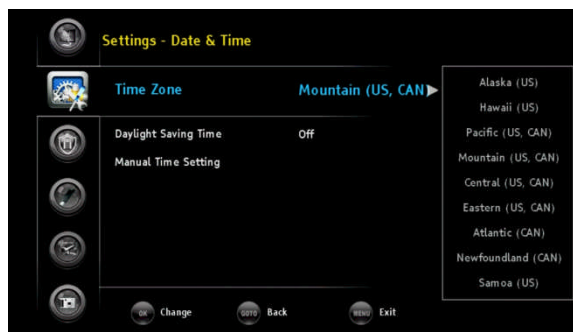 Settings - Date & Time
Time Zone Mountain (US, CAN)
Daylight Saving Time Off
Manual Time Setting
Alaska (US)
Hawaii (US)
Pacific (US, CAN)
Mountain (US, CAN)
Central (US, CAN)
Eastern (US, CAN)
Atlantic (CAN)
Newfoundland (CAN)
Samoa (US)
OK Change GOTO Back MENU Exit